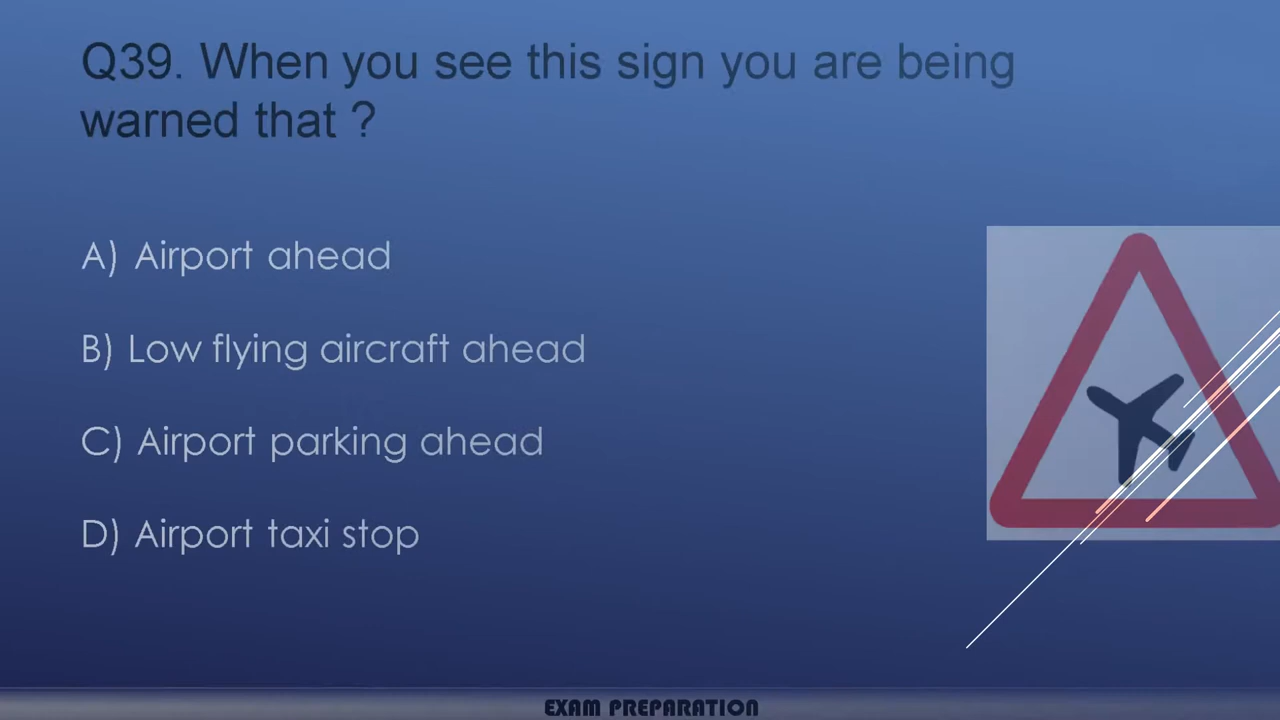 Q39. When you see this sign you are being
warned that ?
A) Airport ahead
B) Low flying aircraft ahead
C) Airport parking ahead
D) Airport taxi stop
EXAM PREPARATION